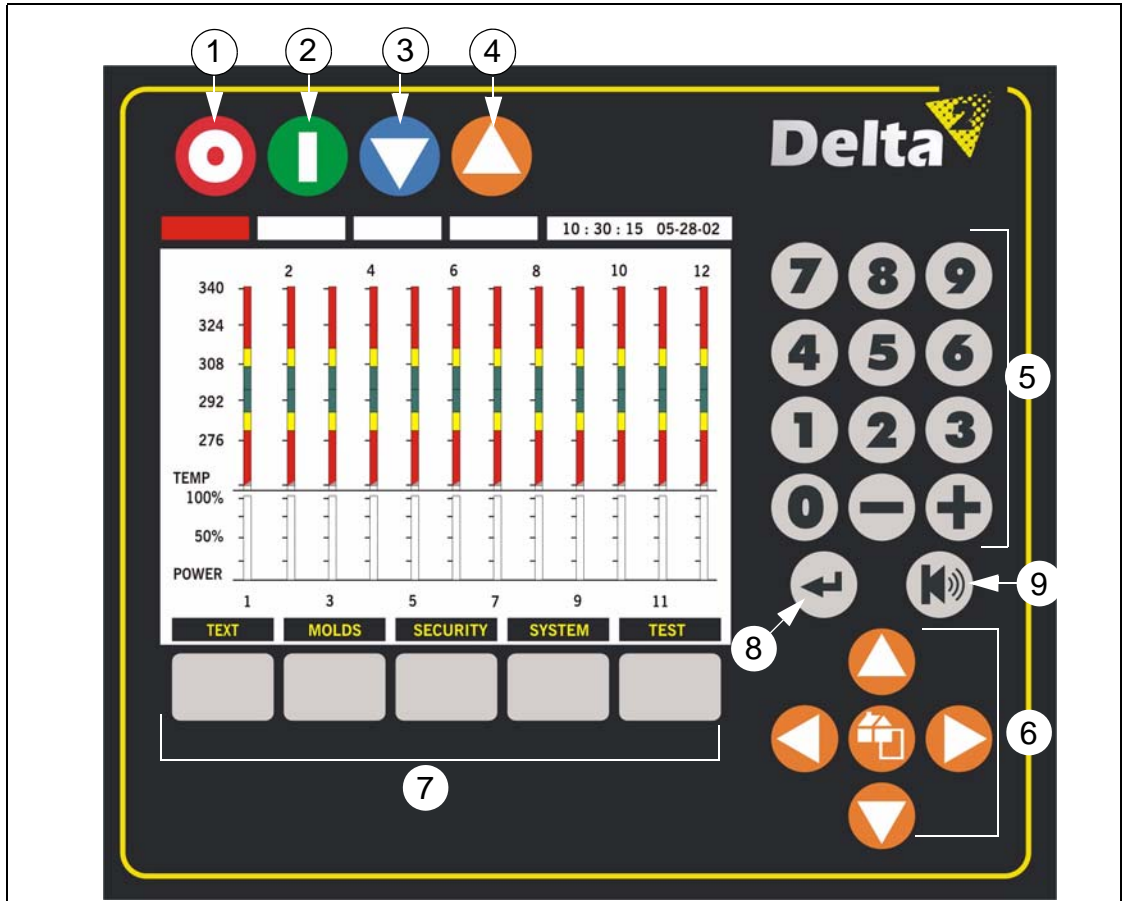 1 2 3 4
Delta 2
10 : 30 : 15 05-28-02
2 4 6 8 10 12
340
324
308
292
276
TEMP
100%
50%
POWER
1 3 5 7 9 11
TEXT MOLDS SECURITY SYSTEM TEST
7 8 9
4 5 6
1 2 3
0 − +
5
8
9
6
7